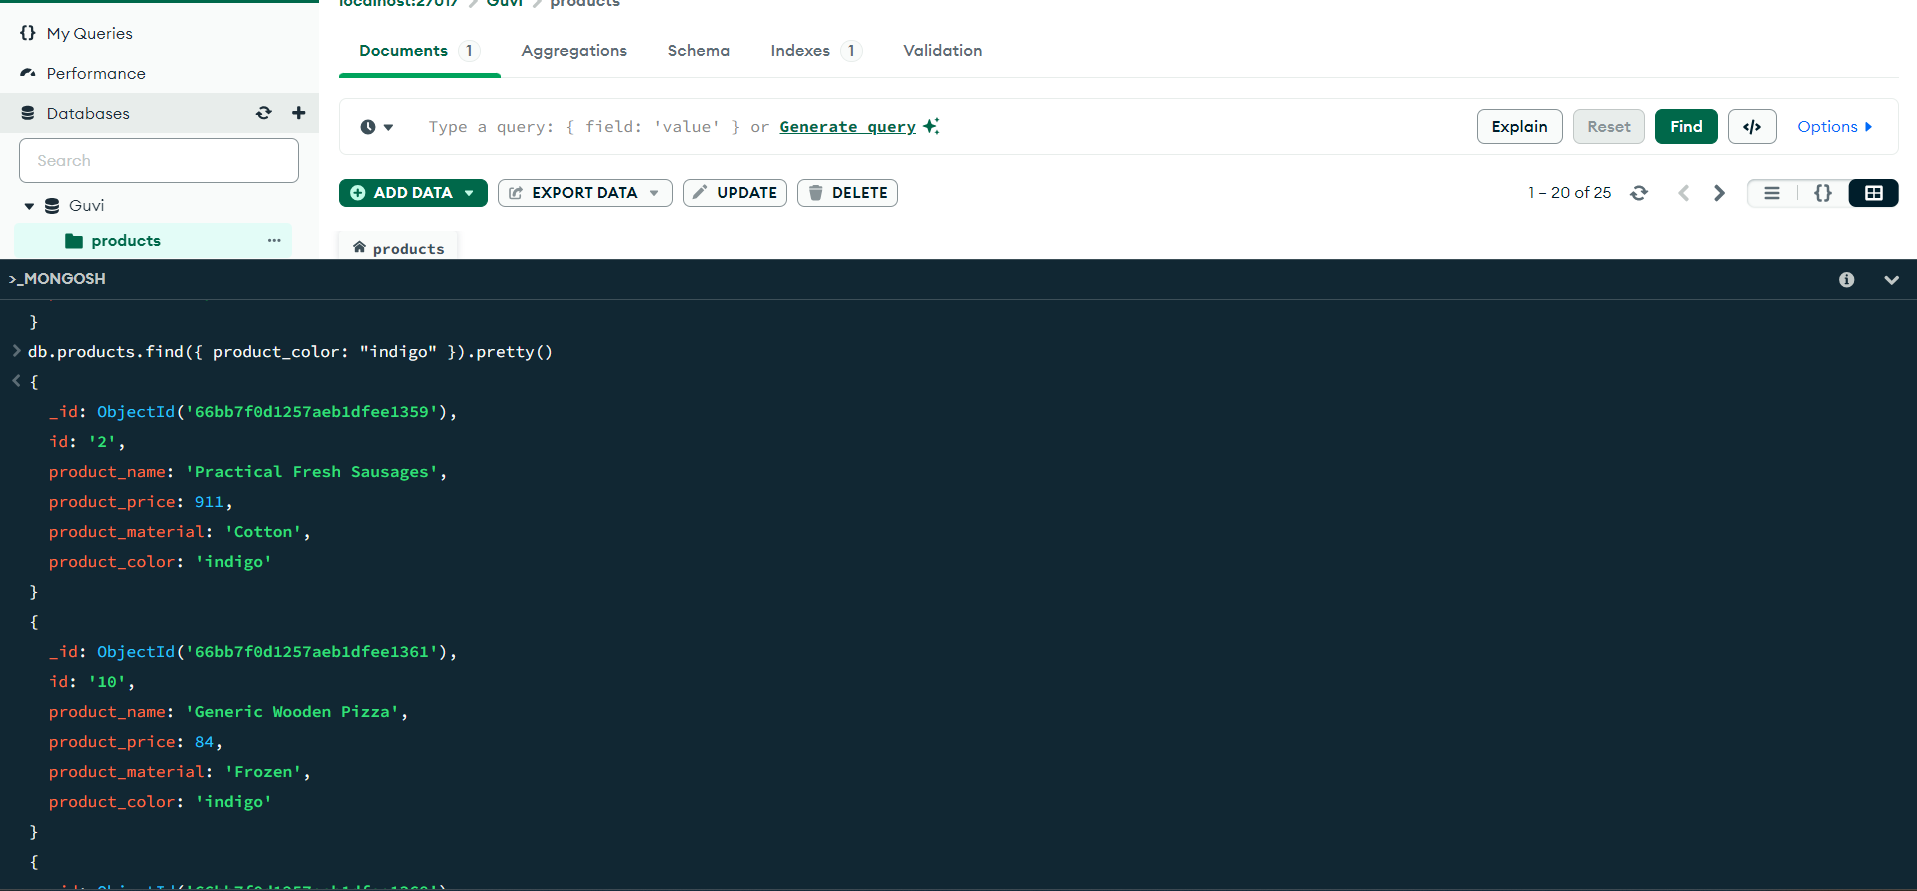 localhost:27017 > Guvi > products
My Queries
Performance
Databases
Search
Guvi
products
Documents 1 Aggregations Schema Indexes 1 Validation
Type a query: { field: 'value' } or Generate query
Explain Reset Find </> Options
ADD DATA EXPORT DATA UPDATE DELETE
1 – 20 of 25
{}
products
>_MONGOSH
}
> db.products.find({ product_color: "indigo" }).pretty()
< {
_id: ObjectId('66bb7f0d1257aeb1dfee1359'),
id: '2',
product_name: 'Practical Fresh Sausages',
product_price: 911,
product_material: 'Cotton',
product_color: 'indigo'
}
{
_id: ObjectId('66bb7f0d1257aeb1dfee1361'),
id: '10',
product_name: 'Generic Wooden Pizza',
product_price: 84,
product_material: 'Frozen',
product_color: 'indigo'
}
{